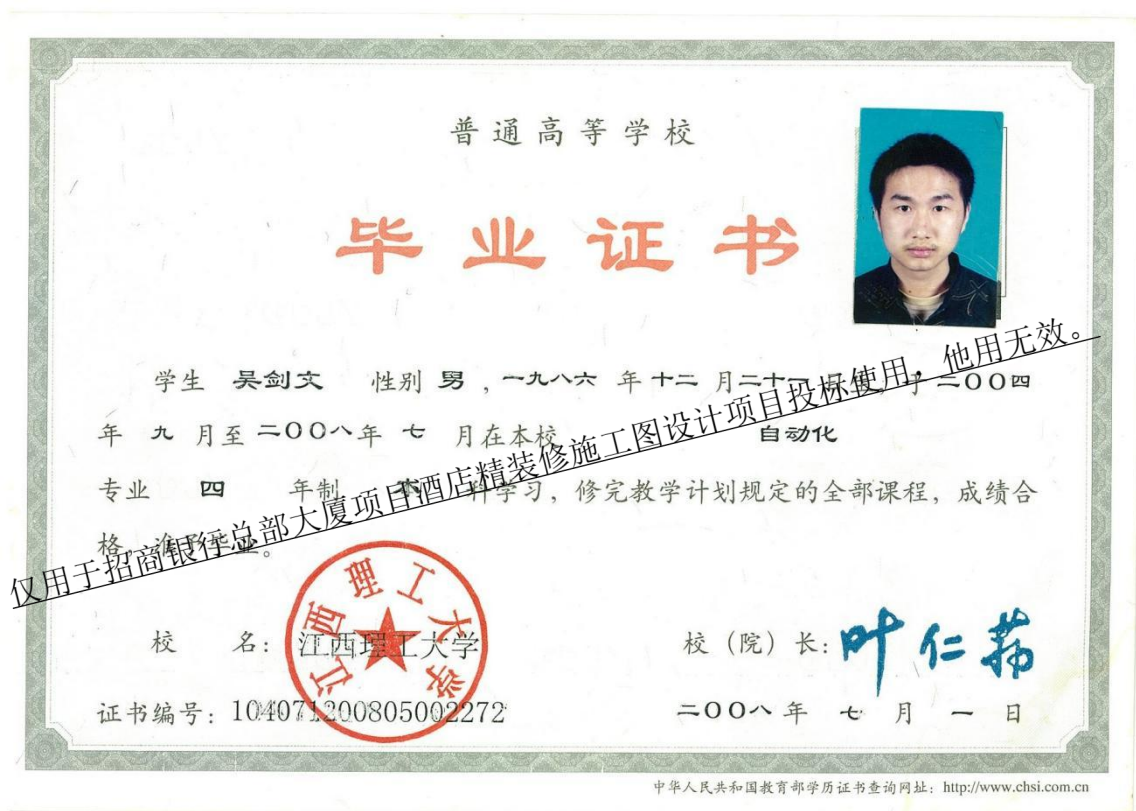 普通高等学校
毕业证书
学生 吴剑文 性别 男，一九八六 年 十二 月 二十一 日生，于 二00四
年 九 月至 二00八年 七 月在本校 自动化
专业 四 年制 本 科学习，修完教学计划规定的全部课程，成绩合
格，准予毕业。
仅用于招商银行总部大厦项目酒店精装修施工图设计项目投标使用，他用无效。
江西理工大学
校 名：江西理工大学
校（院）长：叶仁荪
证书编号：104071200805002272
二00八 年 七 月 一 日
中华人民共和国教育部学历证书查询网址：http://www.chsi.com.cn